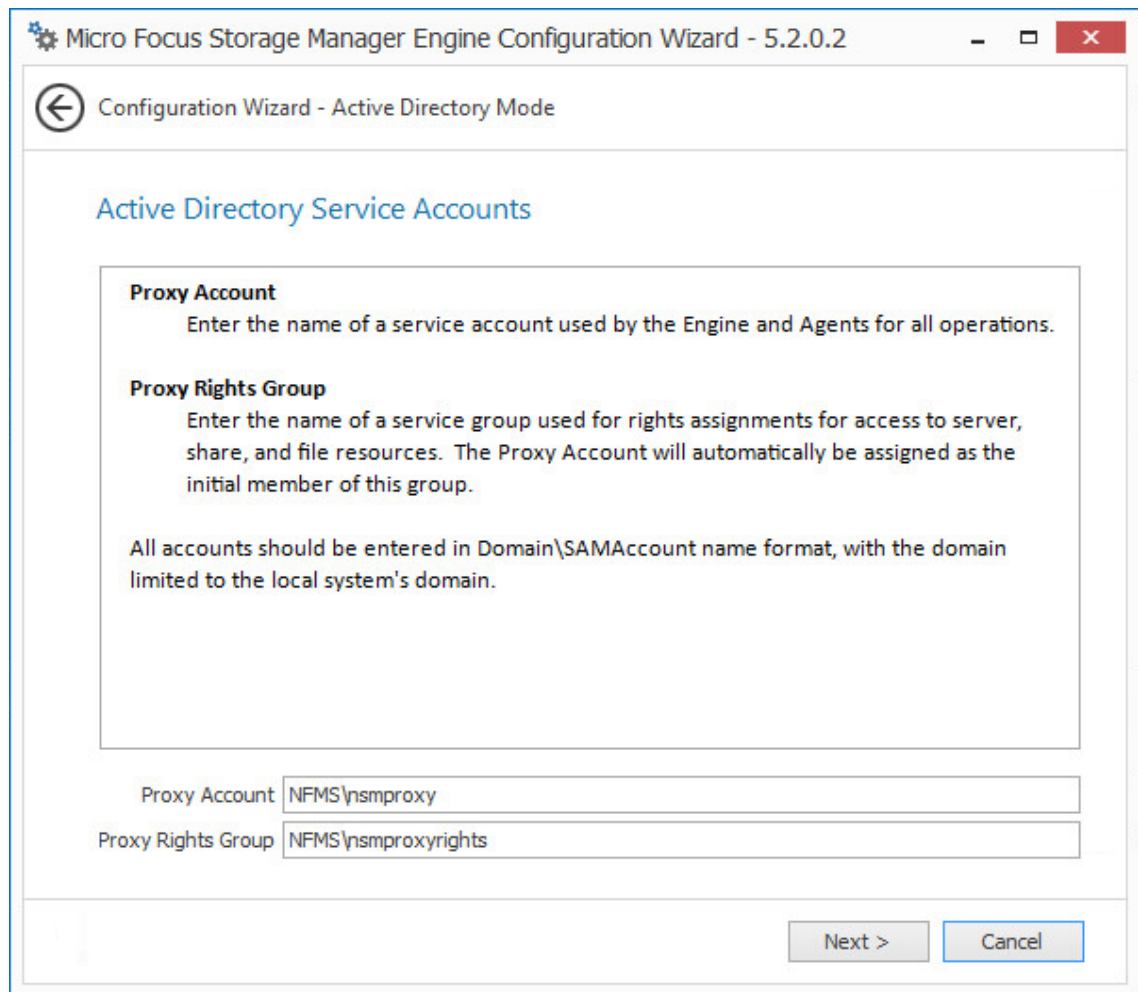 Micro Focus Storage Manager Engine Configuration Wizard - 5.2.0.2
Configuration Wizard - Active Directory Mode
Active Directory Service Accounts
Proxy Account
Enter the name of a service account used by the Engine and Agents for all operations.
Proxy Rights Group
Enter the name of a service group used for rights assignments for access to server,
share, and file resources.  The Proxy Account will automatically be assigned as the
initial member of this group.
All accounts should be entered in Domain\SAMAccount name format, with the domain
limited to the local system's domain.
Proxy Account NFMS\nsmproxy
Proxy Rights Group NFMS\nsmproxyrights
Next > Cancel